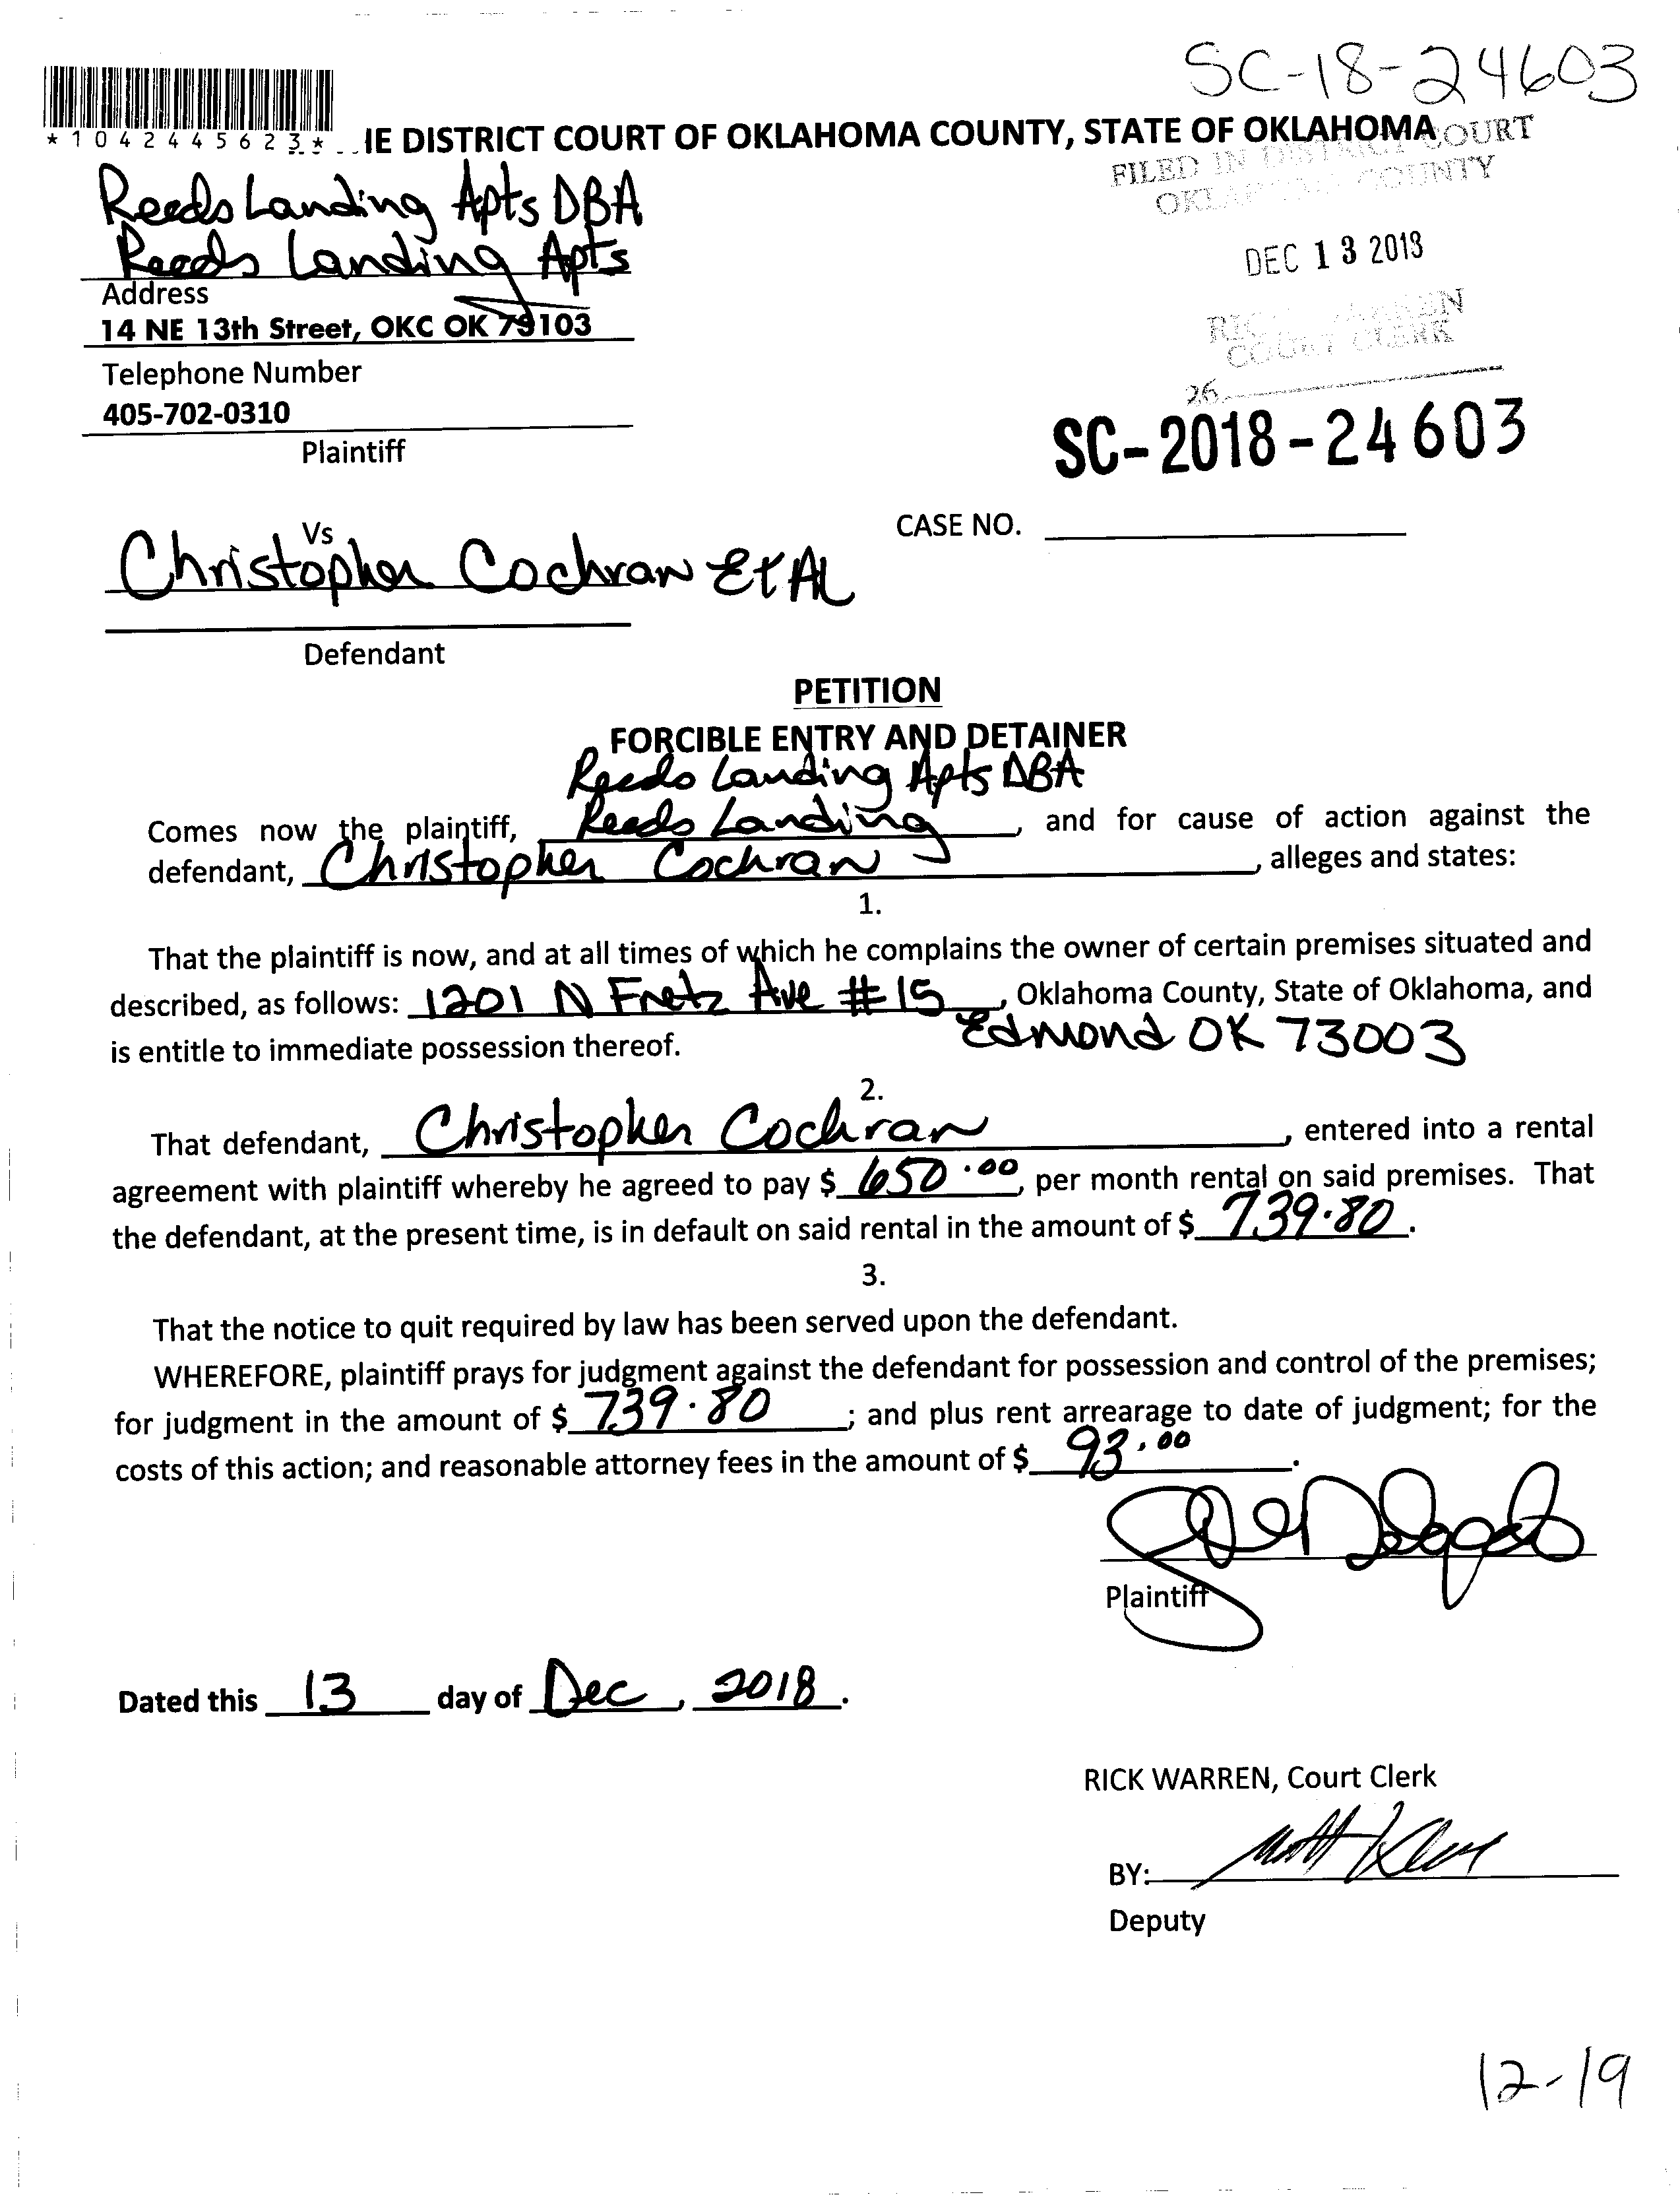 SC-18-24603
*1042445623*
IE DISTRICT COURT OF OKLAHOMA COUNTY, STATE OF OKLAHOMA
FILED IN DISTRICT COURT
OKLAHOMA COUNTY
Reeds Landing Apts DBA
Reeds Landing Apts
DEC 13 2018
Address
14 NE 13th Street, OKC OK 73103
RICK WARREN
COURT CLERK
Telephone Number
26
405-702-0310
Plaintiff
SC-2018-24603
Vs
CASE NO.
Christopher Cochran Et AL
Defendant
PETITION
FORCIBLE ENTRY AND DETAINER
Reeds Landing Apts DBA
Comes now the plaintiff, Reeds Landing, and for cause of action against the
defendant, Christopher Cochran, alleges and states:
1.
That the plaintiff is now, and at all times of which he complains the owner of certain premises situated and
described, as follows: 1201 N Fretz Ave #15, Oklahoma County, State of Oklahoma, and
Edmond OK 73003
is entitle to immediate possession thereof.
2.
That defendant, Christopher Cochran, entered into a rental
agreement with plaintiff whereby he agreed to pay $ 650.00, per month rental on said premises. That
the defendant, at the present time, is in default on said rental in the amount of $ 739.80.
3.
That the notice to quit required by law has been served upon the defendant.
WHEREFORE, plaintiff prays for judgment against the defendant for possession and control of the premises;
for judgment in the amount of $ 739.80; and plus rent arrearage to date of judgment; for the
costs of this action; and reasonable attorney fees in the amount of $ 93.00.
Plaintiff
Dated this 13 day of Dec, 2018.
RICK WARREN, Court Clerk
BY:
Deputy
12-19